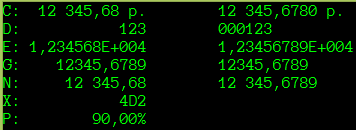 C: 12 345,68 р. 12 345,6780 р.
D: 123 000123
E: 1,234568E+004 1,23456789E+004
G: 12345,6789 12345,6789
N: 12 345,68 12 345,6789
X: 4D2
P: 90,00%